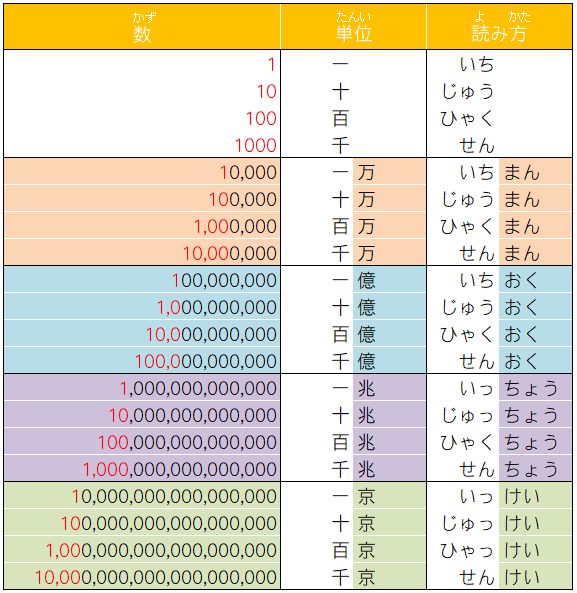 かず たんい よ かた
数 単位 読み方
1 一 いち
10 十 じゅう
100 百 ひゃく
1000 千 せん
10,000 一 万 いち まん
100,000 十 万 じゅう まん
1,000,000 百 万 ひゃく まん
10,000,000 千 万 せん まん
100,000,000 一 億 いち おく
1,000,000,000 十 億 じゅう おく
10,000,000,000 百 億 ひゃく おく
100,000,000,000 千 億 せん おく
1,000,000,000,000 一 兆 いっ ちょう
10,000,000,000,000 十 兆 じゅっ ちょう
100,000,000,000,000 百 兆 ひゃく ちょう
1,000,000,000,000,000 千 兆 せん ちょう
10,000,000,000,000,000 一 京 いっ けい
100,000,000,000,000,000 十 京 じゅっ けい
1,000,000,000,000,000,000 百 京 ひゃっ けい
10,000,000,000,000,000,000 千 京 せん けい